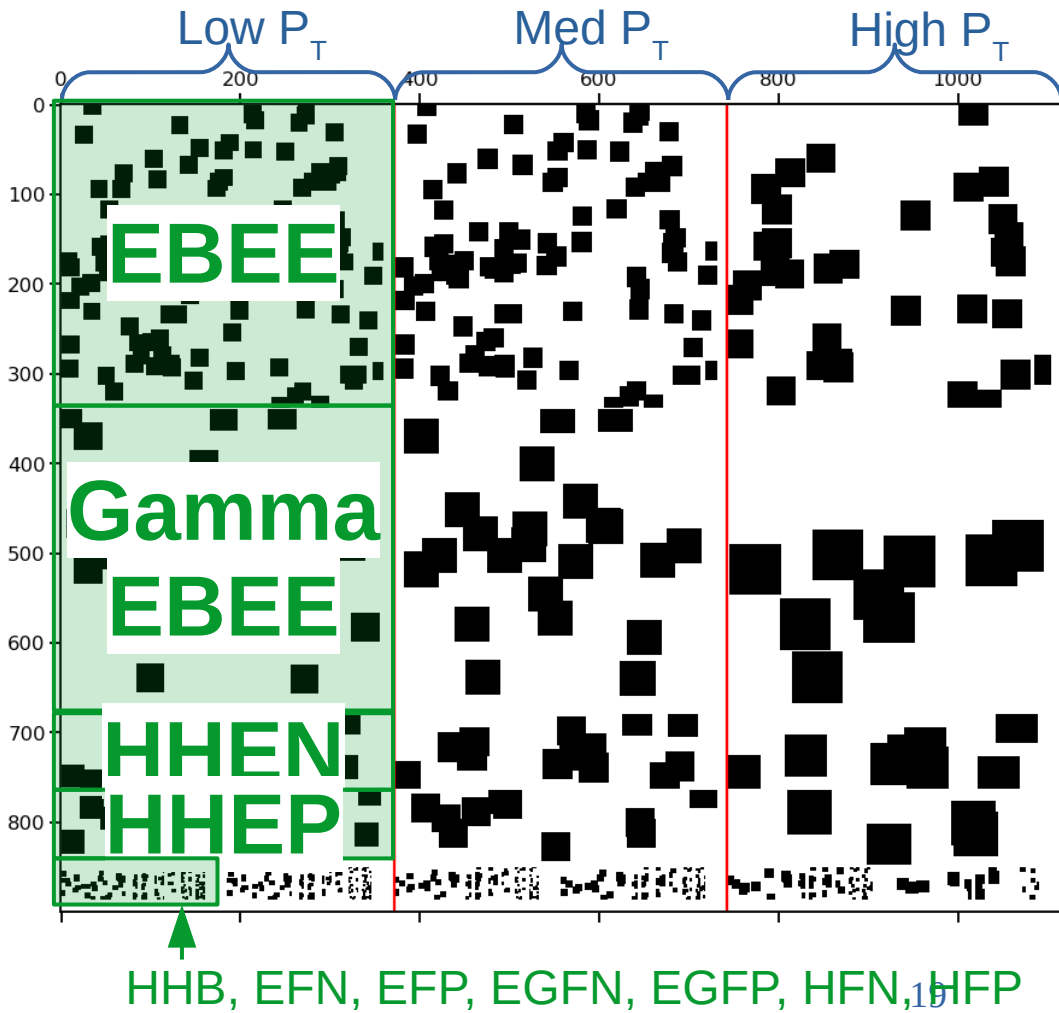 Low PT Med PT High PT
0 200 400 600 800 1000
0
100
200
300
400
500
600
700
800
EBEE
Gamma
EBEE
HHEN
HHEP
HHB, EFN, EFP, EGFN, EGFP, HFN, HFP
19